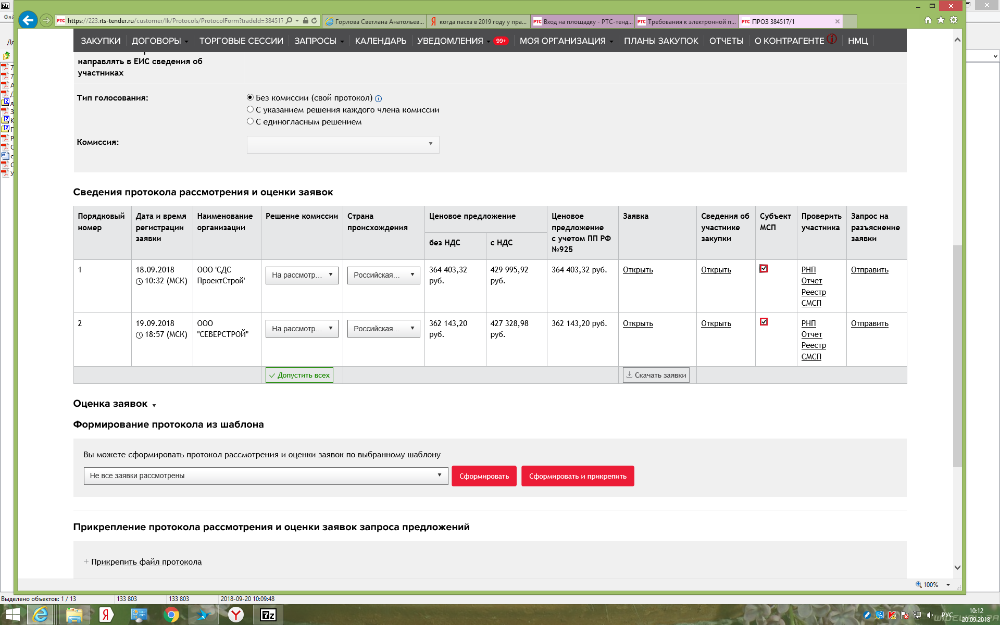 https://223.rts-tender.ru/customer/lk/Protocols/ProtocolForm?tradeId=384517
Горлова Светлана Анатольев...
когда пасха в 2019 году у пра...
РТС Вход на площадку - РТС-тенд...
РТС Требования к электронной п...
РТС ПРОЗ 384517/1
ЗАКУПКИ ДОГОВОРЫ ТОРГОВЫЕ СЕССИИ ЗАПРОСЫ КАЛЕНДАРЬ УВЕДОМЛЕНИЯ 99+ МОЯ ОРГАНИЗАЦИЯ ПЛАНЫ ЗАКУПОК ОТЧЕТЫ О КОНТРАГЕНТЕ НМЦ
направлять в ЕИС сведения об
участниках
Тип голосования:
Без комиссии (свой протокол)
С указанием решения каждого члена комиссии
С единогласным решением
Комиссия:
Сведения протокола рассмотрения и оценки заявок
Порядковый номер
Дата и время регистрации заявки
Наименование организации
Решение комиссии
Страна происхождения
Ценовое предложение
без НДС
с НДС
Ценовое предложение с учетом ПП РФ №925
Заявка
Сведения об участнике закупки
Субъект МСП
Проверить участника
Запрос на разъяснение заявки
1
18.09.2018
10:32 (МСК)
ООО 'СДС
ПроектСтрой'
На рассмотр...
Российская...
364 403,32
руб.
429 995,92
руб.
364 403,32 руб.
Открыть
Открыть
РНП
Отчет
Реестр
СМСП
Отправить
2
19.09.2018
18:57 (МСК)
ООО
"СЕВЕРСТРОЙ"
На рассмотр...
Российская...
362 143,20
руб.
427 328,98
руб.
362 143,20 руб.
Открыть
Открыть
РНП
Отчет
Реестр
СМСП
Отправить
Допустить всех
Скачать заявки
Оценка заявок
Формирование протокола из шаблона
Вы можете сформировать протокол рассмотрения и оценки заявок по выбранному шаблону
Не все заявки рассмотрены
Сформировать
Сформировать и прикрепить
Прикрепление протокола рассмотрения и оценки заявок запроса предложений
+ Прикрепить файл протокола
100%
Выделено объектов: 1 / 13
133 803
133 803
2018-09-20 10:09:48
РУС
10:12
20.09.2018